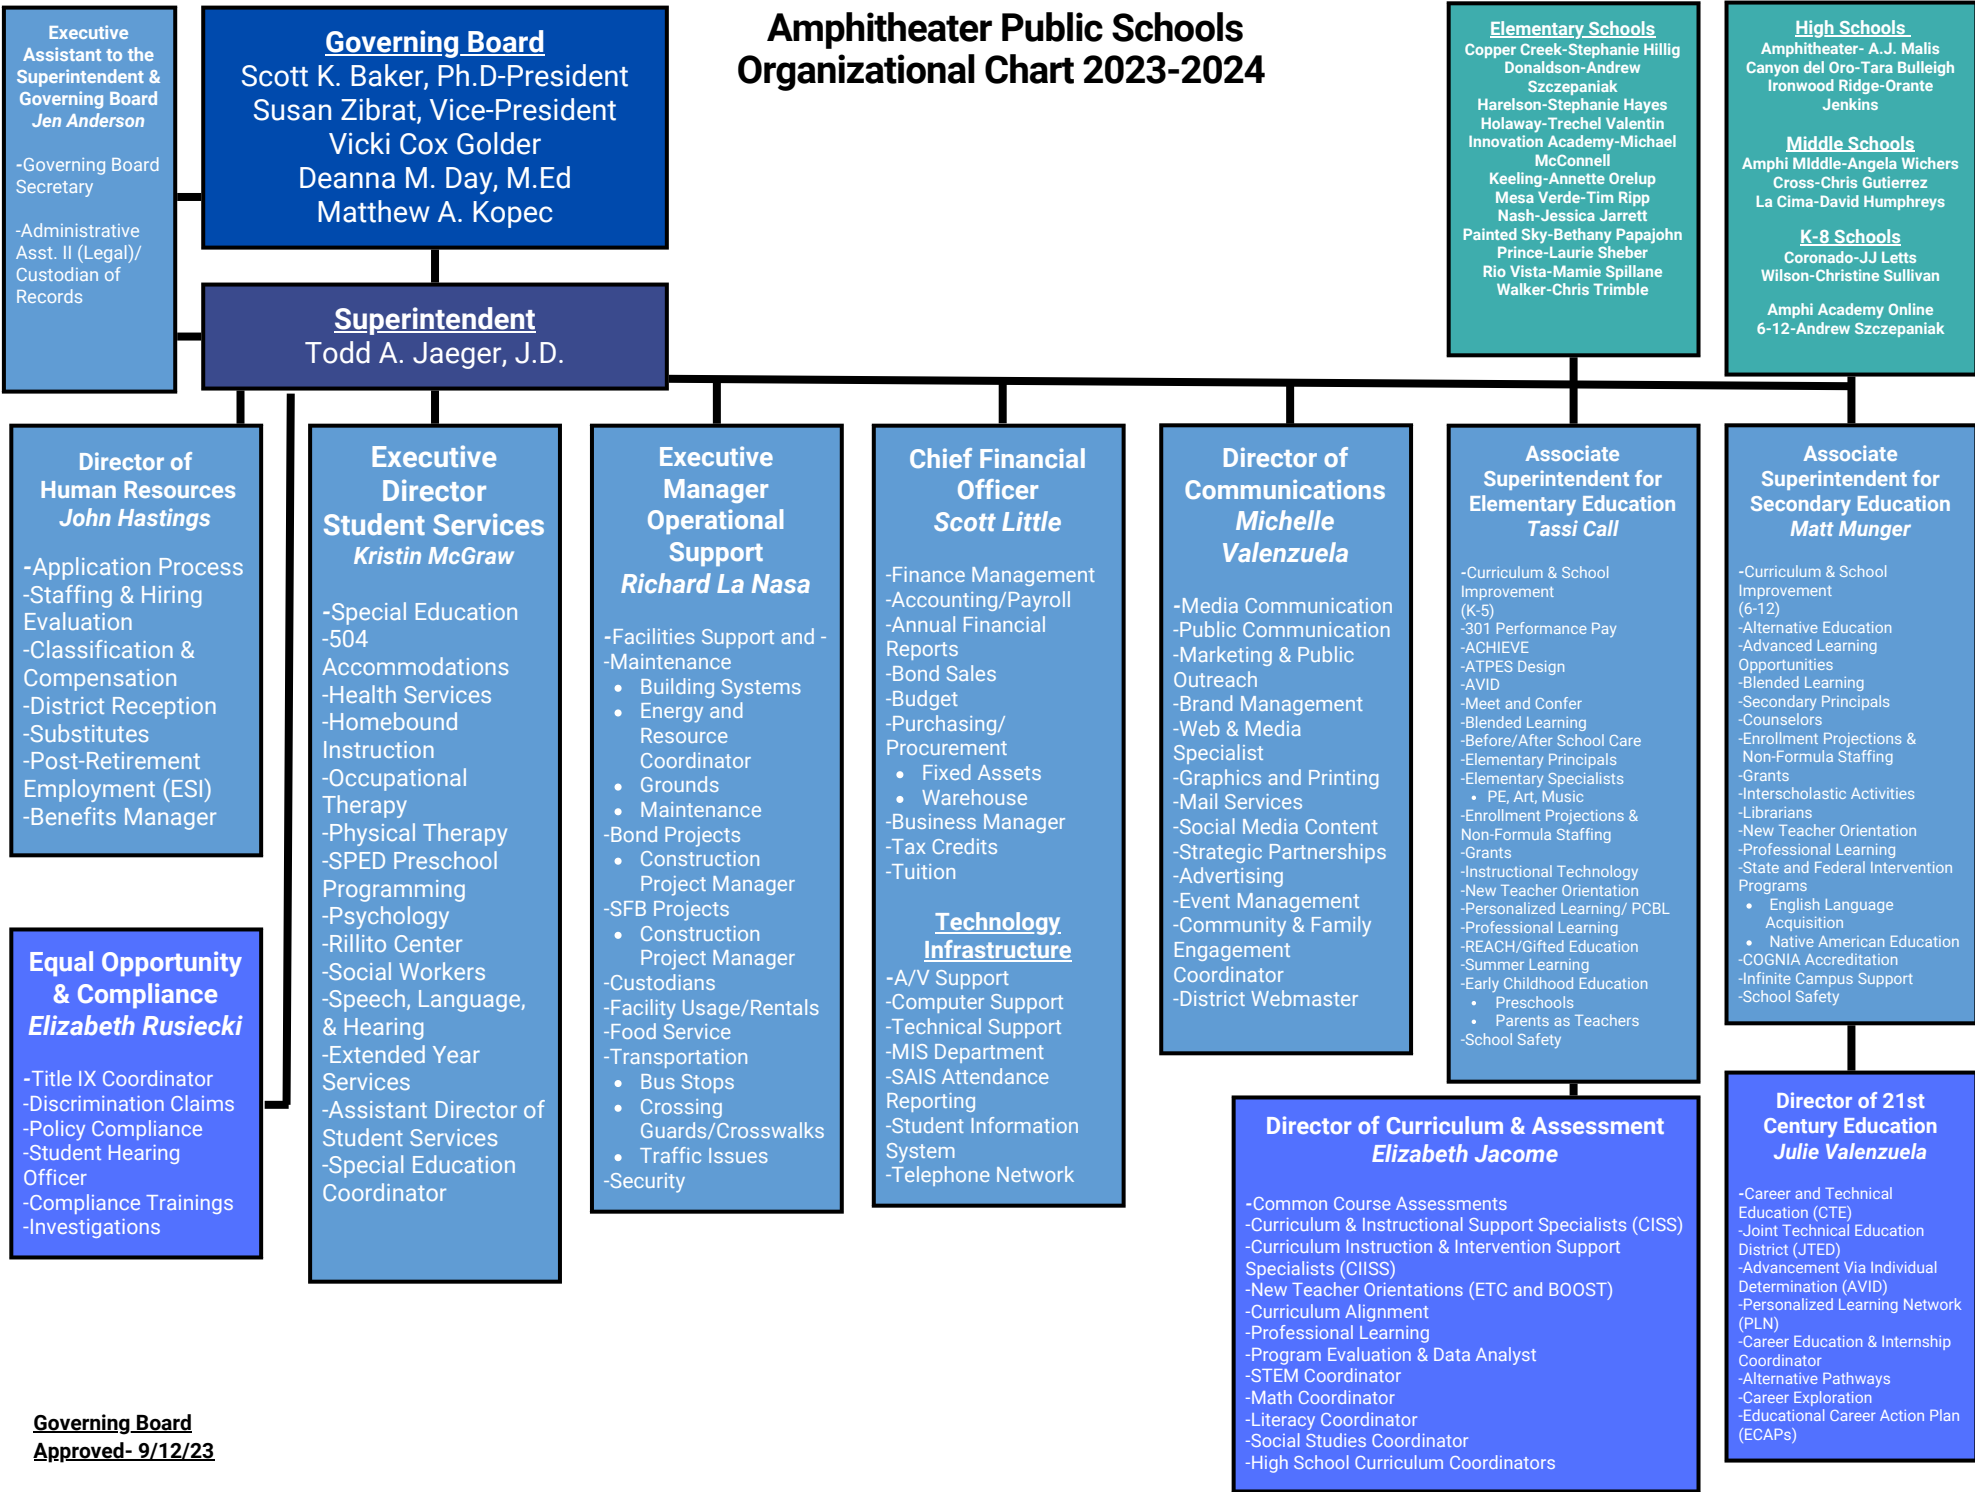 Amphitheater Public Schools
Organizational Chart 2023-2024
Executive
Assistant to the
Superintendent &
Governing Board
Jen Anderson
-Governing Board
Secretary
-Administrative
Asst. II (Legal)/
Custodian of
Records
Governing Board
Scott K. Baker, Ph.D-President
Susan Zibrat, Vice-President
Vicki Cox Golder
Deanna M. Day, M.Ed
Matthew A. Kopec
Superintendent
Todd A. Jaeger, J.D.
Elementary Schools
Copper Creek-Stephanie Hillig
Donaldson-Andrew
Szczepaniak
Harelson-Stephanie Hayes
Holaway-Trechel Valentin
Innovation Academy-Michael
McConnell
Keeling-Annette Orelup
Mesa Verde-Tim Ripp
Nash-Jessica Jarrett
Painted Sky-Bethany Papajohn
Prince-Laurie Sheber
Rio Vista-Mamie Spillane
Walker-Chris Trimble
High Schools
Amphitheater- A.J. Malis
Canyon del Oro-Tara Bulleigh
Ironwood Ridge-Orante
Jenkins
Middle Schools
Amphi MIddle-Angela Wichers
Cross-Chris Gutierrez
La Cima-David Humphreys
K-8 Schools
Coronado-JJ Letts
Wilson-Christine Sullivan
Amphi Academy Online
6-12-Andrew Szczepaniak
Director of
Human Resources
John Hastings
-Application Process
-Staffing & Hiring
Evaluation
-Classification &
Compensation
-District Reception
-Substitutes
-Post-Retirement
Employment (ESI)
-Benefits Manager
Equal Opportunity
& Compliance
Elizabeth Rusiecki
-Title IX Coordinator
-Discrimination Claims
-Policy Compliance
-Student Hearing
Officer
-Compliance Trainings
-Investigations
Executive
Director
Student Services
Kristin McGraw
-Special Education
-504
Accommodations
-Health Services
-Homebound
Instruction
-Occupational
Therapy
-Physical Therapy
-SPED Preschool
Programming
-Psychology
-Rillito Center
-Social Workers
-Speech, Language,
& Hearing
-Extended Year
Services
-Assistant Director of
Student Services
-Special Education
Coordinator
Executive
Manager
Operational
Support
Richard La Nasa
-Facilities Support and -
-Maintenance
• Building Systems
• Energy and
Resource
Coordinator
• Grounds
• Maintenance
-Bond Projects
• Construction
Project Manager
-SFB Projects
• Construction
Project Manager
-Custodians
-Facility Usage/Rentals
-Food Service
-Transportation
• Bus Stops
• Crossing
Guards/Crosswalks
• Traffic Issues
-Security
Chief Financial
Officer
Scott Little
-Finance Management
-Accounting/Payroll
-Annual Financial
Reports
-Bond Sales
-Budget
-Purchasing/
Procurement
• Fixed Assets
• Warehouse
-Business Manager
-Tax Credits
-Tuition
Technology
Infrastructure
-A/V Support
-Computer Support
-Technical Support
-MIS Department
-SAIS Attendance
Reporting
-Student Information
System
-Telephone Network
Director of
Communications
Michelle
Valenzuela
-Media Communication
-Public Communication
-Marketing & Public
Outreach
-Brand Management
-Web & Media
Specialist
-Graphics and Printing
-Mail Services
-Social Media Content
-Strategic Partnerships
-Advertising
-Event Management
-Community & Family
Engagement
Coordinator
-District Webmaster
Associate
Superintendent for
Elementary Education
Tassi Call
-Curriculum & School
Improvement
(K-5)
-301 Performance Pay
-ACHIEVE
-ATPES Design
-AVID
-Meet and Confer
-Blended Learning
-Before/After School Care
-Elementary Principals
-Elementary Specialists
• PE, Art, Music
-Enrollment Projections &
Non-Formula Staffing
-Grants
-Instructional Technology
-New Teacher Orientation
-Personalized Learning/ PCBL
-Professional Learning
-REACH/Gifted Education
-Summer Learning
-Early Childhood Education
• Preschools
• Parents as Teachers
-School Safety
Associate
Superintendent for
Secondary Education
Matt Munger
-Curriculum & School
Improvement
(6-12)
-Alternative Education
-Advanced Learning
Opportunities
-Blended Learning
-Secondary Principals
-Counselors
-Enrollment Projections &
Non-Formula Staffing
-Grants
-Interscholastic Activities
-Librarians
-New Teacher Orientation
-Professional Learning
-State and Federal Intervention
Programs
• English Language
Acquisition
• Native American Education
-COGNIA Accreditation
-Infinite Campus Support
-School Safety
Director of Curriculum & Assessment
Elizabeth Jacome
-Common Course Assessments
-Curriculum & Instructional Support Specialists (CISS)
-Curriculum Instruction & Intervention Support
Specialists (CIISS)
-New Teacher Orientations (ETC and BOOST)
-Curriculum Alignment
-Professional Learning
-Program Evaluation & Data Analyst
-STEM Coordinator
-Math Coordinator
-Literacy Coordinator
-Social Studies Coordinator
-High School Curriculum Coordinators
Director of 21st
Century Education
Julie Valenzuela
-Career and Technical
Education (CTE)
-Joint Technical Education
District (JTED)
-Advancement Via Individual
Determination (AVID)
-Personalized Learning Network
(PLN)
-Career Education & Internship
Coordinator
-Alternative Pathways
-Career Exploration
-Educational Career Action Plan
(ECAPs)
Governing Board
Approved- 9/12/23